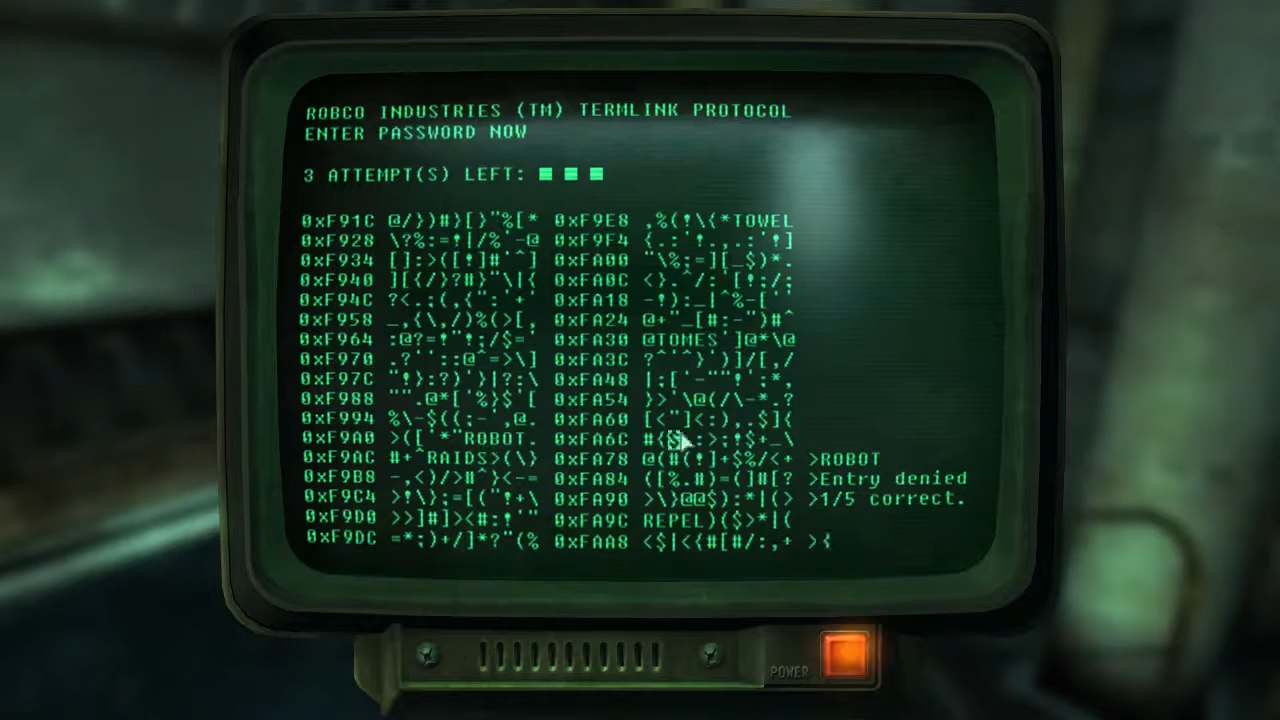 ROBCO INDUSTRIES (TM) TERMLINK PROTOCOL
ENTER PASSWORD NOW
3 ATTEMPT(S) LEFT: ■ ■ ■
0xF91C @/})#}[}"%[* 0xF9E8 ,%(!\{*TOWEL
0xF928 \?%:=!|/%'-@ 0xF9F4 {.:'!.,.:'!]
0xF934 []:>([!]#'^] 0xFA00 "\%;=][_$)*.
0xF940 ][{/}?#}"\|{ 0xFA0C <}.^/;'[!;/;
0xF94C ?<.;(,{":'+ 0xFA18 -!):_|^%-['
0xF958 _,{\,/)%(>[, 0xFA24 @+"_[#:-")#^
0xF964 :@?=!"!;/$=' 0xFA30 @TOMES']@*\@
0xF970 .?''::@^=>\] 0xFA3C ?^'^}')]/[,/
0xF97C "!}:?)'}|?:\ 0xFA48 |:['-""!':*,
0xF988 "".@*['%}$'[ 0xFA54 }>'\@(/\-*.?
0xF994 %\-$((;-',@. 0xFA60 [<"]<:),.$]{
0xF9A0 >(['*"ROBOT. 0xFA6C #{$ :>:!$+_\
0xF9AC #+^RAIDS>(\} 0xFA78 @(#(!]+$%/<+ >ROBOT
0xF9B8 -,<)/>#^}-=/ 0xFA84 ([%.#)=(]#[? >Entry denied
0xF9C4 >!\};=[("!+\ 0xFA90 >\}@@$):*|(> >1/5 correct.
0xF9D0 >>]#]><#:!'" 0xFA9C REPEL)($>*|(
0xF9DC =*;)+/]*?"(% 0xFAA8 <$|<{#[#/:,+ >{
POWER